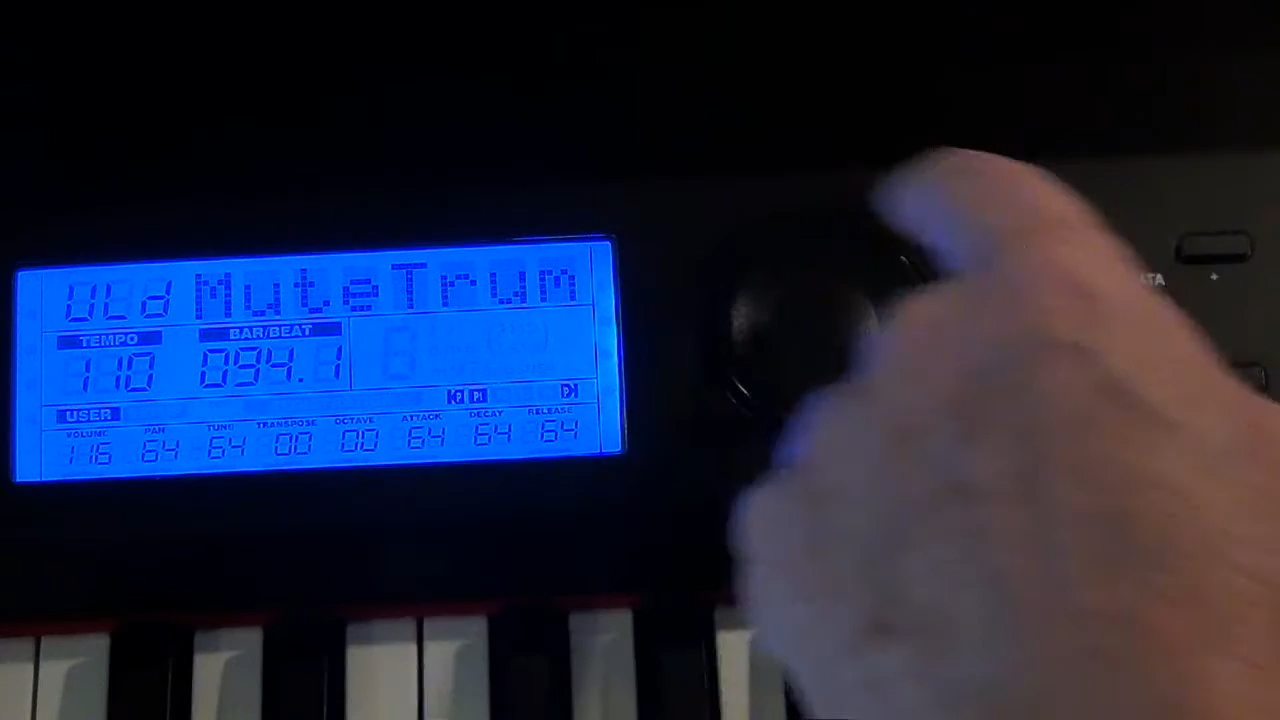 VLd MuteTrum
TEMPO BAR/BEAT
110 094.1
USER
VOLUME PAN TUNE TRANSPOSE OCTAVE ATTACK DECAY RELEASE
116 64 64 00 00 64 64 64
+